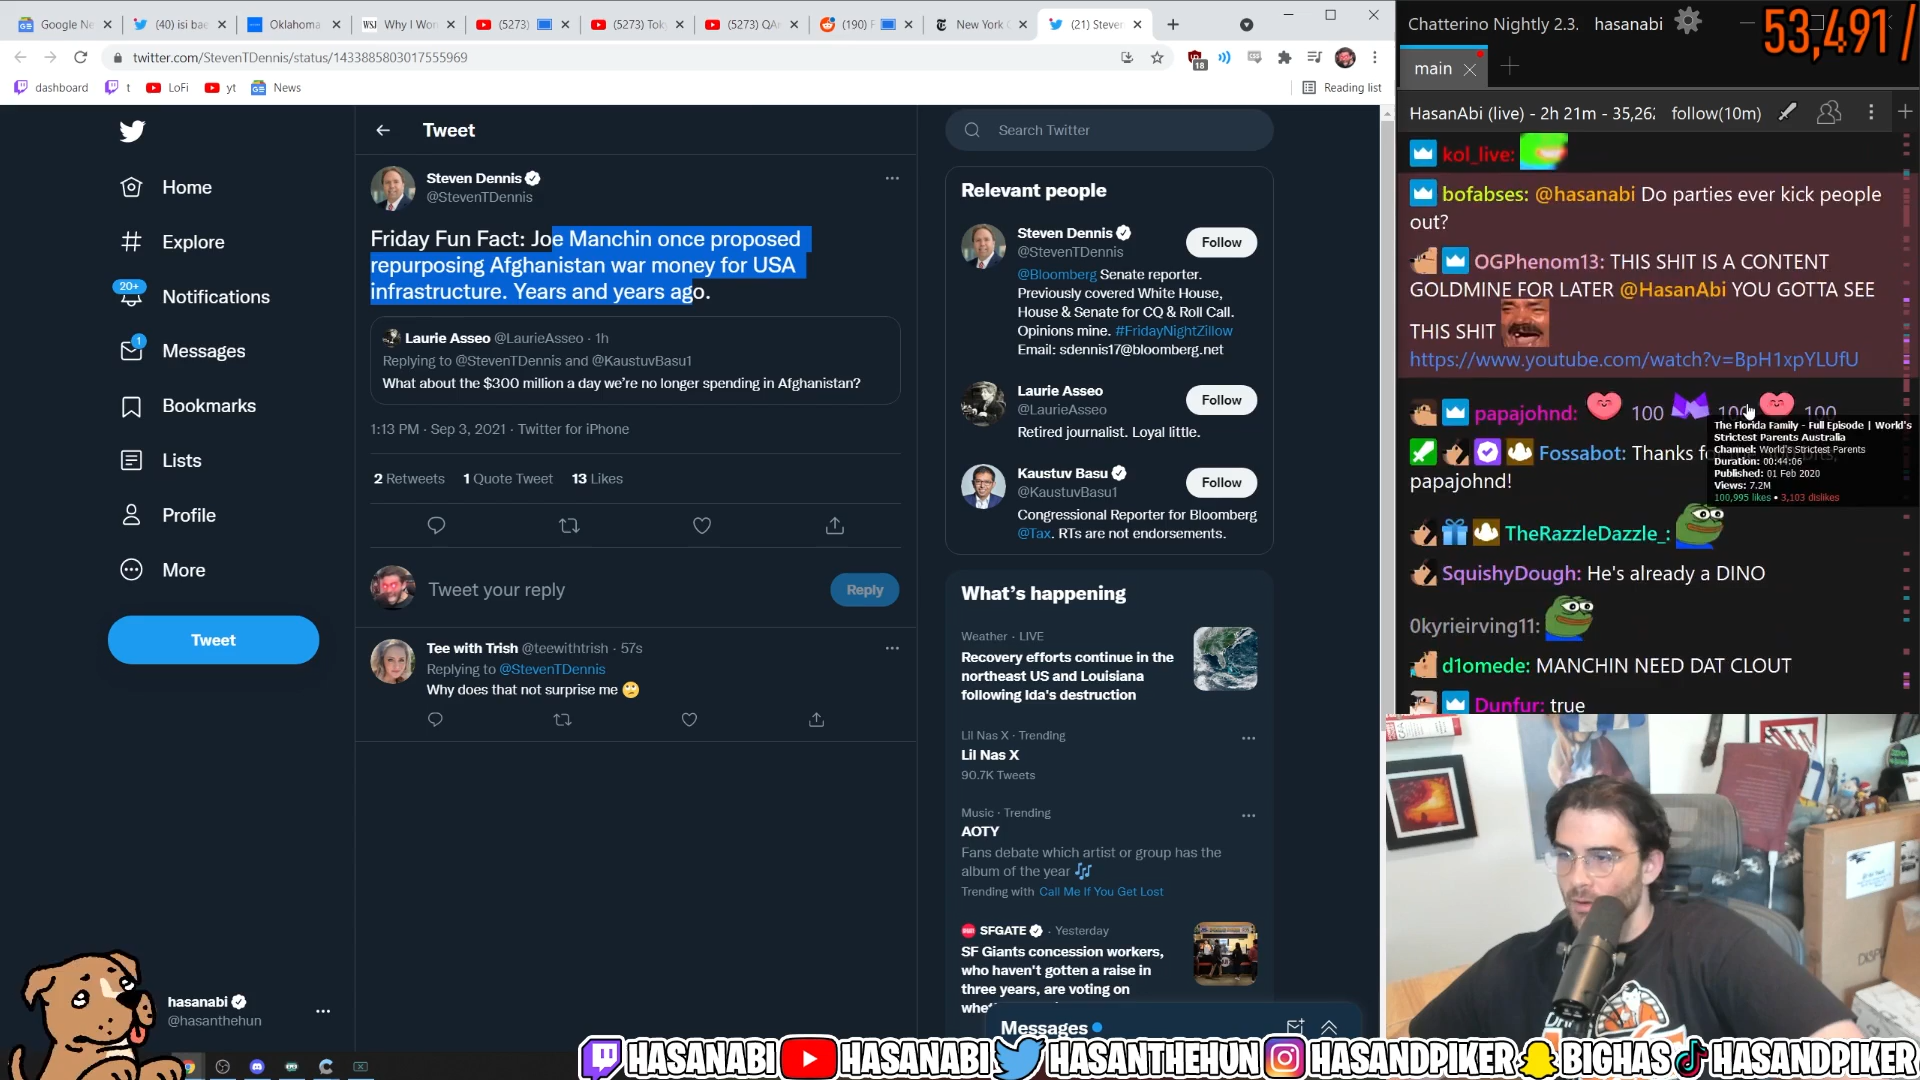 Google Ne
(40) isi bae
Oklahoma
WSJ Why I Wor
(5273)
(5273) Tok
(5273) QA
(190) F
New York
(21) Steven
twitter.com/StevenTDennis/status/1433885803017555969
18
dashboard
t
LoFi
yt
News
Reading list
Home
Explore
20+
Notifications
1
Messages
Bookmarks
Lists
Profile
More
Tweet
hasanabi
@hasanthehun
Tweet
Steven Dennis
@StevenTDennis
Friday Fun Fact: Joe Manchin once proposed
repurposing Afghanistan war money for USA
infrastructure. Years and years ago.
Laurie Asseo @LaurieAsseo · 1h
Replying to @StevenTDennis and @KaustuvBasu1
What about the $300 million a day we're no longer spending in Afghanistan?
1:13 PM · Sep 3, 2021 · Twitter for iPhone
2 Retweets 1 Quote Tweet 13 Likes
Tweet your reply
Reply
Tee with Trish @teewithtrish · 57s
Replying to @StevenTDennis
Why does that not surprise me 🙄
Search Twitter
Relevant people
Steven Dennis
@StevenTDennis
Follow
@Bloomberg Senate reporter.
Previously covered White House,
House & Senate for CQ & Roll Call.
Opinions mine. #FridayNightZillow
Email: sdennis17@bloomberg.net
Laurie Asseo
@LaurieAsseo
Follow
Retired journalist. Loyal little.
Kaustuv Basu
@KaustuvBasu1
Follow
Congressional Reporter for Bloomberg
@Tax. RTs are not endorsements.
What's happening
Weather · LIVE
Recovery efforts continue in the
northeast US and Louisiana
following Ida's destruction
Lil Nas X · Trending
Lil Nas X
90.7K Tweets
Music · Trending
AOTY
Fans debate which artist or group has the
album of the year 🎶
Trending with Call Me If You Get Lost
SFGATE · Yesterday
SF Giants concession workers,
who haven't gotten a raise in
three years, are voting on
Messages
Chatterino Nightly 2.3. hasanabi
53,491 /
main
HasanAbi (live) - 2h 21m - 35,26 follow(10m)
kol_live:
bofabses: @hasanabi Do parties ever kick people
out?
OGPhenom13: THIS SHIT IS A CONTENT
GOLDMINE FOR LATER @HasanAbi YOU GOTTA SEE
THIS SHIT
https://www.youtube.com/watch?v=BpH1xpYLUfU
papajohnd: 100 100 100
The Florida Family - Full Episode | World's
Strictest Parents Australia
Channel: World's Strictest Parents
Duration: 00:44:06
Published: 01 Feb 2020
Views: 7.2M
100,995 likes • 3,103 dislikes
Fossabot: Thanks
papajohnd!
TheRazzleDazzle_:
SquishyDough: He's already a DINO
0kyrieirving11:
d1omede: MANCHIN NEED DAT CLOUT
Dunfur: true
HASANABI HASANABI HASANTHEHUN HASANDPIKER BIGHAS HASANDPIKER